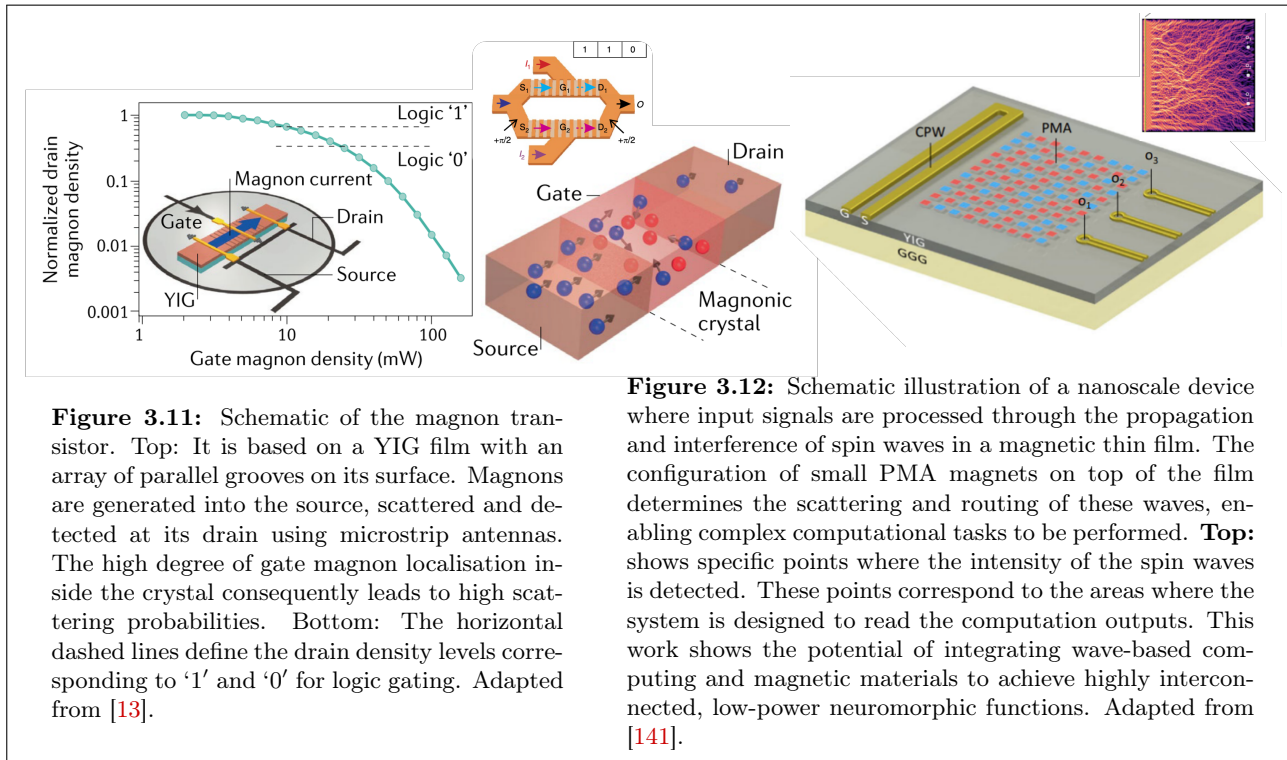 1 1 0
I1
S1 G1 D1
O
S2 G2 D2
+π/2 +π/2
I2
Normalized drain
magnon density
1
0.1
0.01
0.001
Logic ‘1’
Logic ‘0’
Magnon current
Gate
Drain
Source
YIG
1 10 100
Gate magnon density (mW)
Drain
Gate
Magnonic
crystal
Source
CPW
PMA
O3
O2
O1
G
S
YIG
GGG
Figure 3.11: Schematic of the magnon tran-
sistor. Top: It is based on a YIG film with an
array of parallel grooves on its surface. Magnons
are generated into the source, scattered and de-
tected at its drain using microstrip antennas.
The high degree of gate magnon localisation in-
side the crystal consequently leads to high scat-
tering probabilities. Bottom: The horizontal
dashed lines define the drain density levels corre-
sponding to ‘1′ and ‘0′ for logic gating. Adapted
from [13].
Figure 3.12: Schematic illustration of a nanoscale device
where input signals are processed through the propagation
and interference of spin waves in a magnetic thin film. The
configuration of small PMA magnets on top of the film
determines the scattering and routing of these waves, en-
abling complex computational tasks to be performed. Top:
shows specific points where the intensity of the spin waves
is detected. These points correspond to the areas where the
system is designed to read the computation outputs. This
work shows the potential of integrating wave-based com-
puting and magnetic materials to achieve highly intercon-
nected, low-power neuromorphic functions. Adapted from
[141].